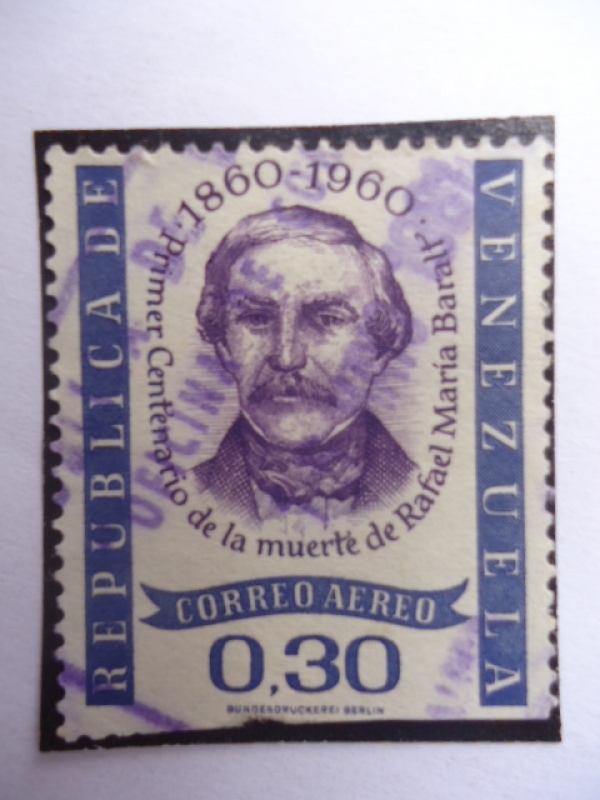 REPUBLICA DE
VENEZUELA
· 1860-1960 ·
Primer Centenario de la muerte de Rafael María Baralt
CORREO AEREO
0,30
BUNDESDRUCKEREI BERLIN